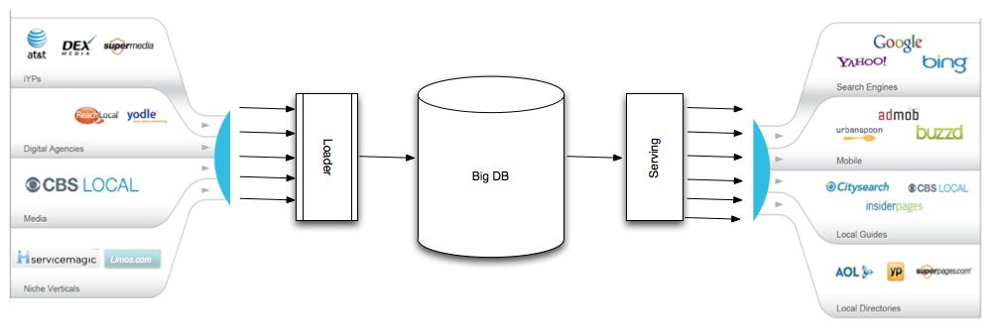 at&t
DEX
MEDIA
supermedia
iYPs
ReachLocal
yodle
Digital Agencies
CBS LOCAL
Media
servicemagic
Limos.com
Niche Verticals
Loader
Big DB
Serving
Google
YAHOO!
bing
Search Engines
admob
urbanspoon
buzzd
Mobile
Citysearch
CBS LOCAL
insiderpages
Local Guides
AOL
yp
superpages.com
Local Directories